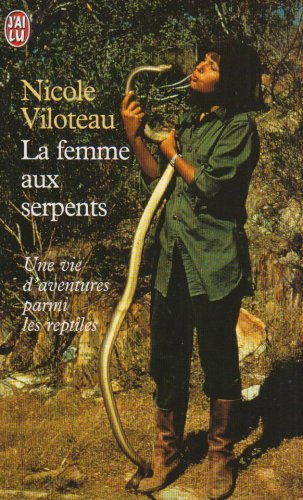 J'AI
LU
Nicole
Viloteau
La femme
aux
serpents
Une vie
d'aventures
parmi
les reptiles